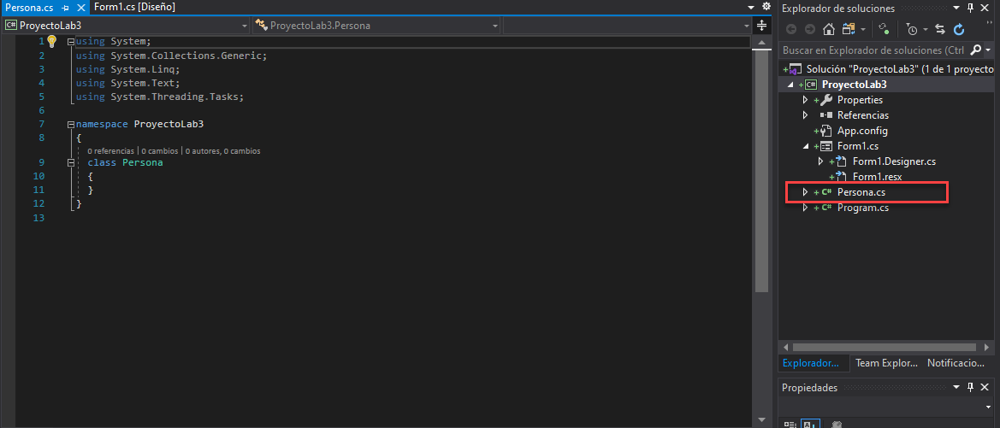 Persona.cs
Form1.cs [Diseño]
ProyectoLab3
ProyectoLab3.Persona
1 using System;
2 using System.Collections.Generic;
3 using System.Linq;
4 using System.Text;
5 using System.Threading.Tasks;
6
7 namespace ProyectoLab3
8 {
0 referencias | 0 cambios | 0 autores, 0 cambios
9 class Persona
10 {
11 }
12 }
13
Explorador de soluciones
Buscar en Explorador de soluciones (Ctrl
Solución "ProyectoLab3" (1 de 1 proyecto
C# ProyectoLab3
Properties
Referencias
App.config
Form1.cs
Form1.Designer.cs
Form1.resx
C# Persona.cs
C# Program.cs
Explorador...
Team Explor...
Notificacio...
Propiedades